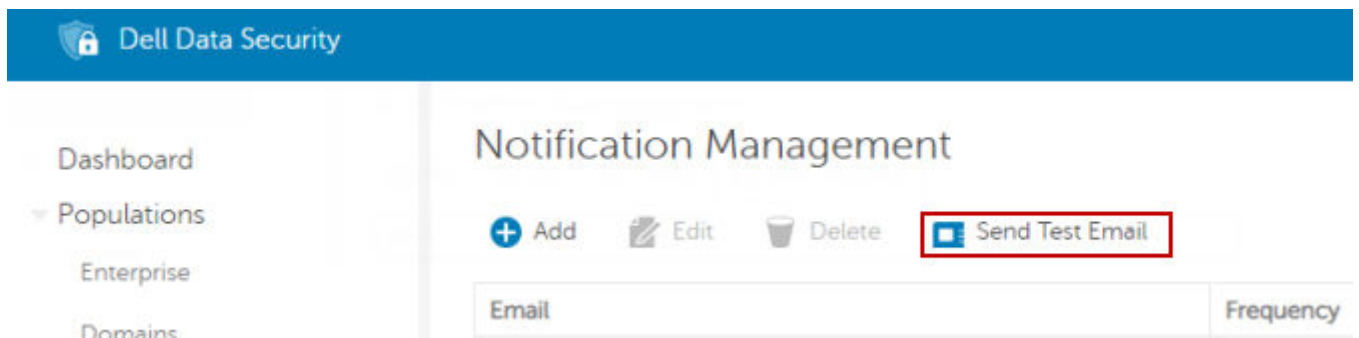 Dell Data Security
Dashboard
Populations
Enterprise
Domains
Notification Management
Add Edit Delete Send Test Email
Email Frequency